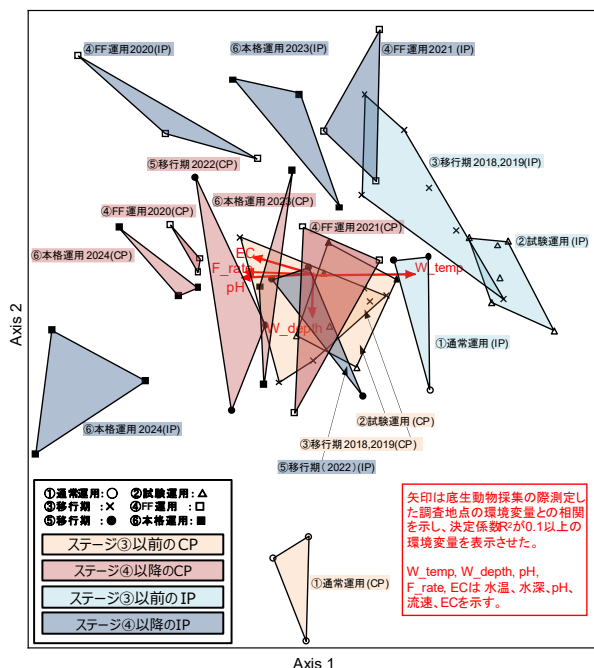 ④FF運用2020(IP)
⑥本格運用2023(IP)
④FF運用2021 (IP)
③移行期 2018,2019(IP)
⑤移行期 2022(CP)
⑥本格運用2023(CP)
④FF運用2020(CP)
④FF運用2021(CP)
②試験運用 (IP)
⑥本格運用2024(CP)
EC
F_rate
pH
W_temp
W_depth
①通常運用 (IP)
②試験運用 (CP)
③移行期 2018,2019(CP)
⑤移行期 (2022) (IP)
⑥本格運用2024(IP)
①通常運用 (CP)
Axis 2
Axis 1
①通常運用: ②試験運用:
③移行期 : ④FF運用 :
⑤移行期 : ⑥本格運用:
ステージ③以前のCP
ステージ④以降のCP
ステージ③以前のIP
ステージ④以降のIP
矢印は底生動物採集の際測定し
た調査地点の環境変量との相関
を示し、決定係数R²が0.1以上の
環境変量を表示させた。
W_temp, W_depth, pH,
F_rate, ECは 水温、水深、pH、
流速、ECを示す。